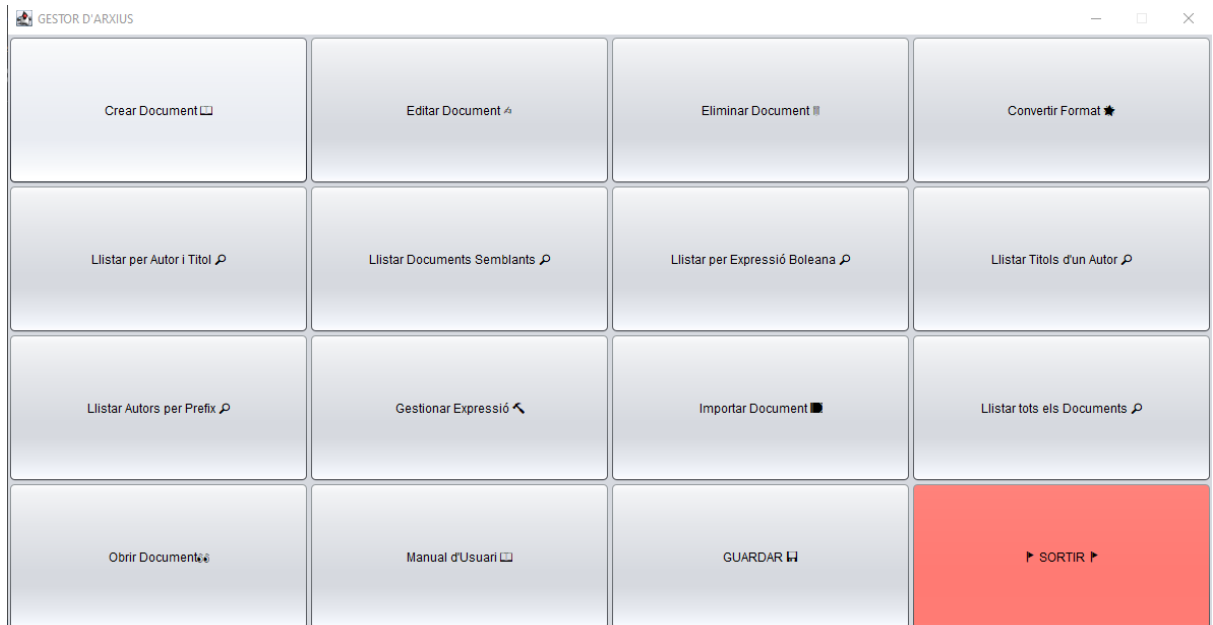 GESTOR D'ARXIUS
Crear Document
Editar Document
Eliminar Document
Convertir Format
Llistar per Autor i Titol
Llistar Documents Semblants
Llistar per Expressió Boleana
Llistar Titols d'un Autor
Llistar Autors per Prefix
Gestionar Expressió
Importar Document
Llistar tots els Documents
Obrir Document
Manual d'Usuari
GUARDAR
SORTIR